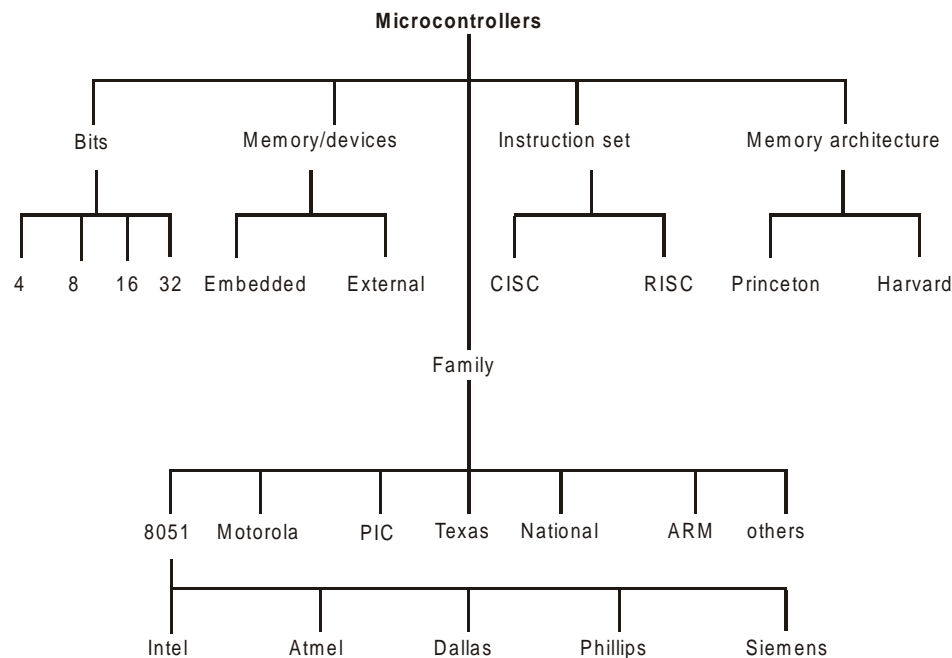 Microcontrollers
Bits Memory/devices Instruction set Memory architecture
4 8 16 32 Embedded External CISC RISC Princeton Harvard
Family
8051 Motorola PIC Texas National ARM others
Intel Atmel Dallas Phillips Siemens